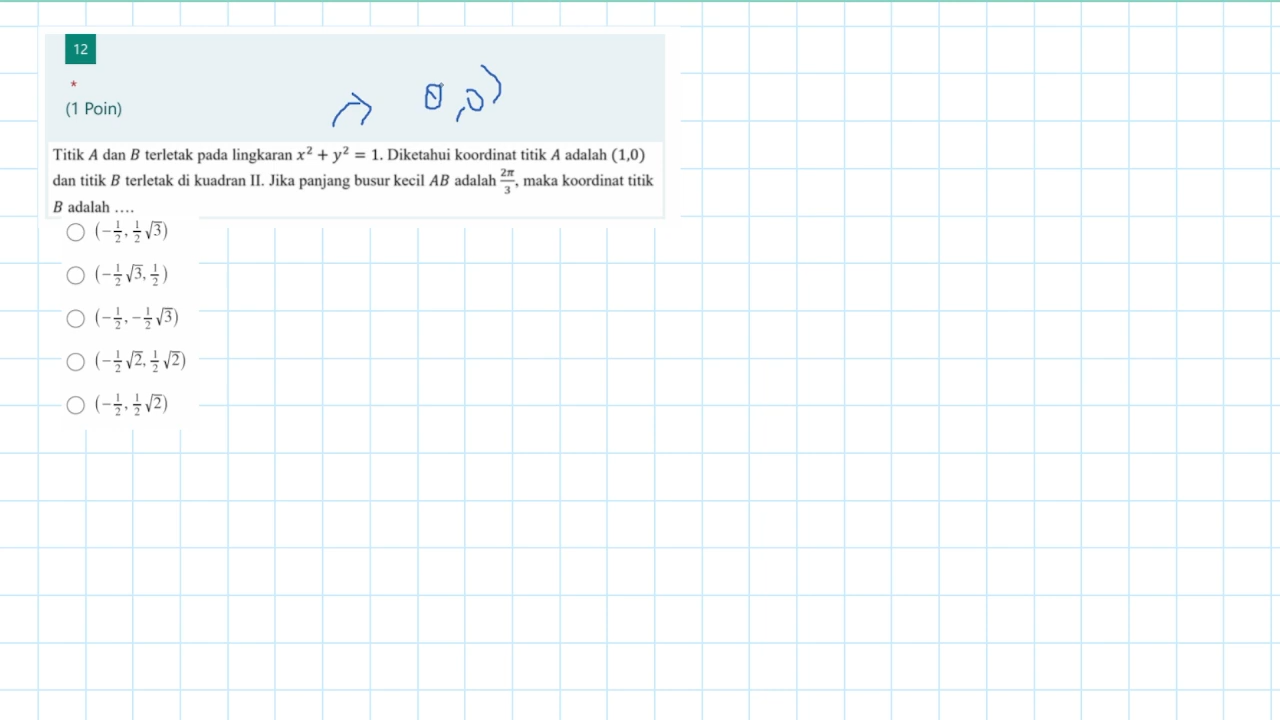 12
*
(1 Poin)
0,0)
Titik A dan B terletak pada lingkaran x² + y² = 1. Diketahui koordinat titik A adalah (1,0)
dan titik B terletak di kuadran II. Jika panjang busur kecil AB adalah 2π/3, maka koordinat titik
B adalah ….
(-1/2, 1/2√3)
(-1/2√3, 1/2)
(-1/2, -1/2√3)
(-1/2√2, 1/2√2)
(-1/2, 1/2√2)